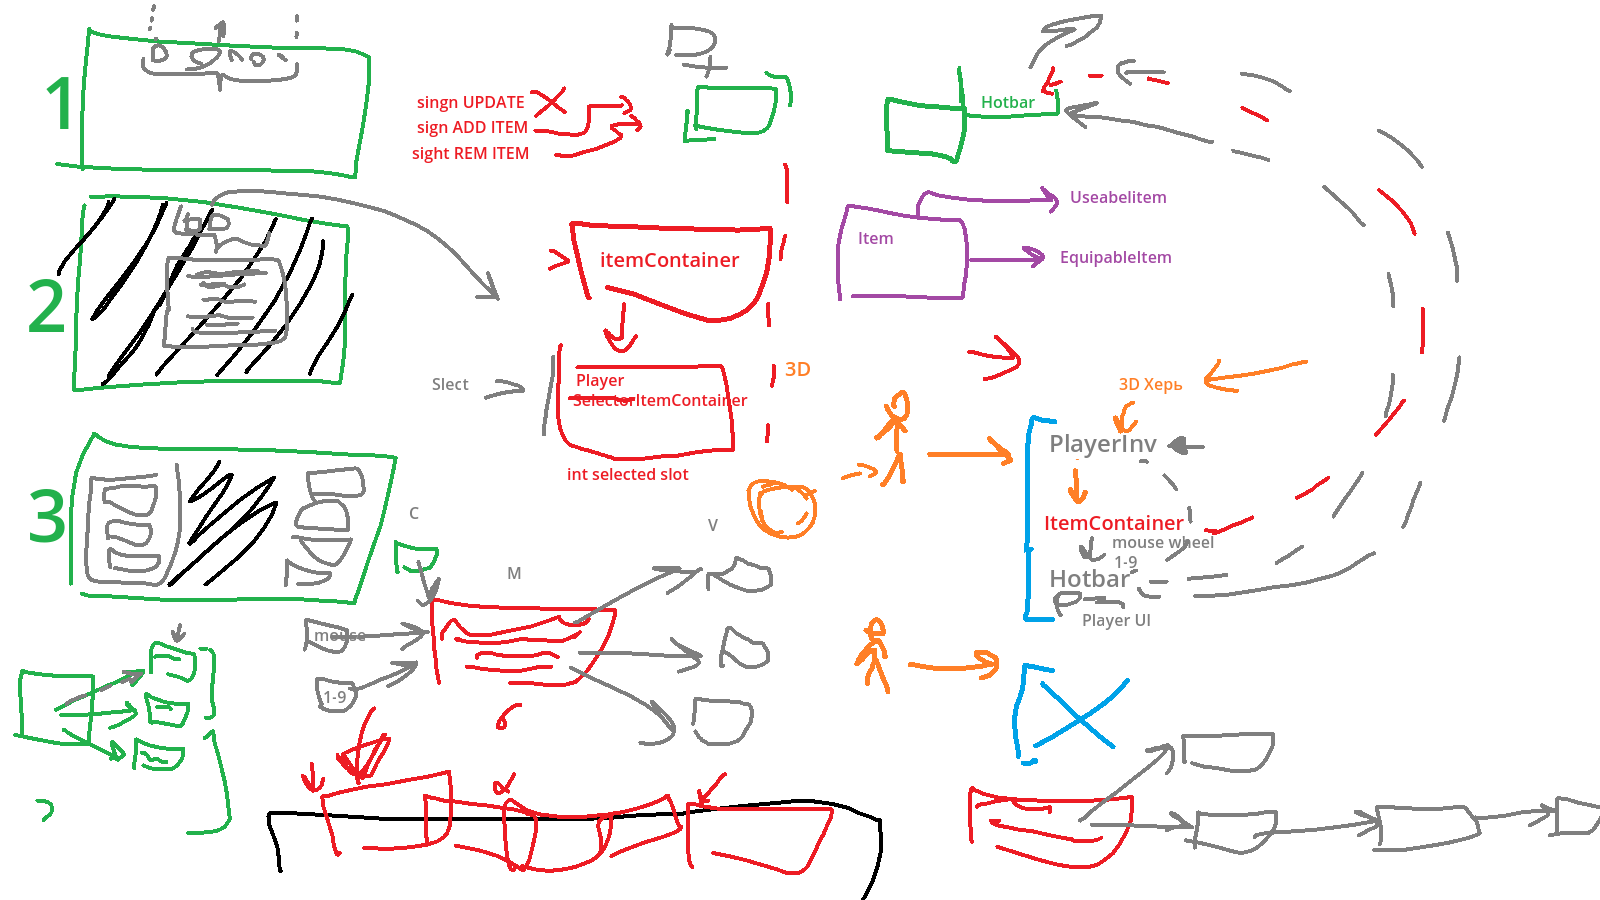 1
singn UPDATE
sign ADD ITEM
sight REM ITEM
Hotbar
2
itemContainer
Item
UseabelItem
EquipableItem
Slect
Player
SelectorItemContainer
int selected slot
3D
3D Херь
PlayerInv
ItemContainer
mouse wheel
1-9
Hotbar
Player UI
3
C
M
V
mouse
1-9